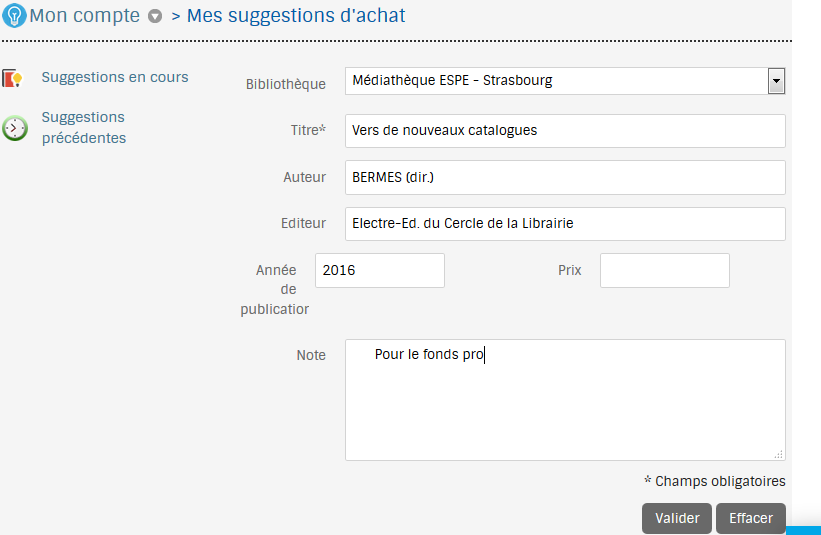 Mon compte > Mes suggestions d'achat
Suggestions en cours
Suggestions
précédentes
Bibliothèque Médiathèque ESPE - Strasbourg
Titre* Vers de nouveaux catalogues
Auteur BERMES (dir.)
Editeur Electre-Ed. du Cercle de la Librairie
Année
de
publicatior
2016
Prix
Note Pour le fonds pro
* Champs obligatoires
Valider Effacer